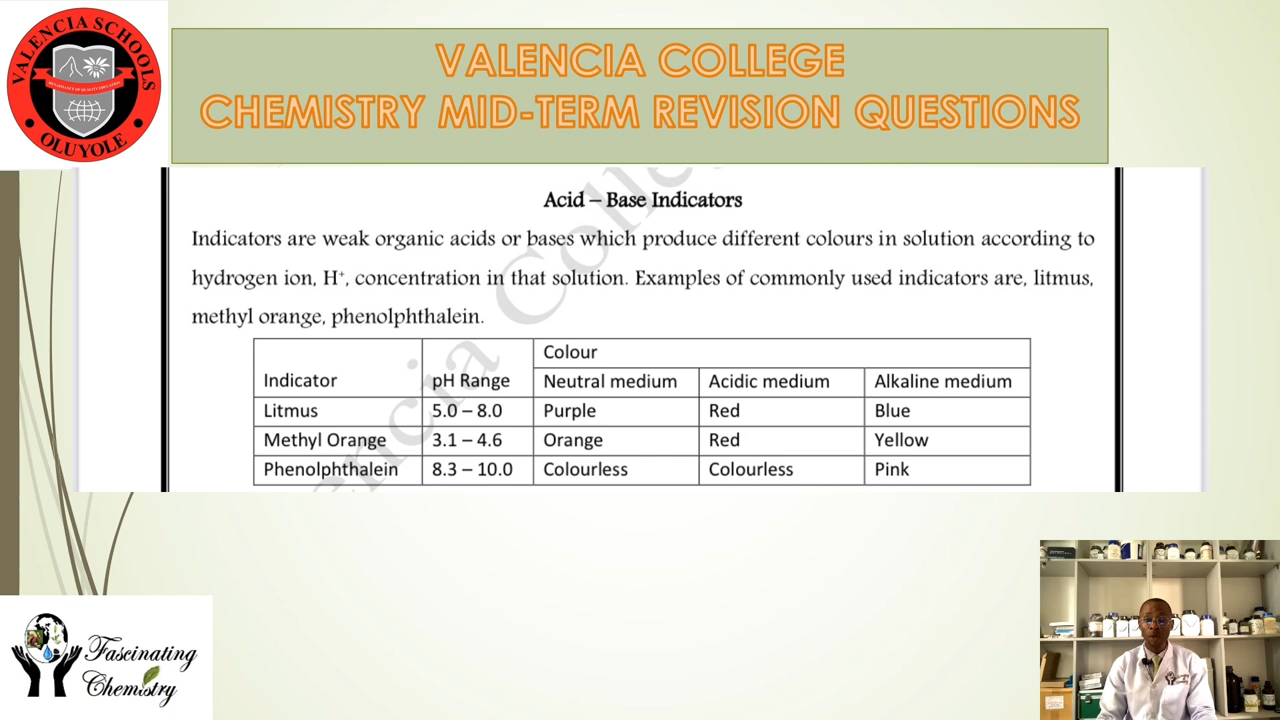 VALENCIA SCHOOLS
RENAISSANCE OF QUALITY EDUCATION
OLUYOLE
VALENCIA COLLEGE
CHEMISTRY MID-TERM REVISION QUESTIONS
Acid – Base Indicators
Indicators are weak organic acids or bases which produce different colours in solution according to
hydrogen ion, H⁺, concentration in that solution. Examples of commonly used indicators are, litmus,
methyl orange, phenolphthalein.
Colour
Indicator pH Range Neutral medium Acidic medium Alkaline medium
Litmus 5.0 – 8.0 Purple Red Blue
Methyl Orange 3.1 – 4.6 Orange Red Yellow
Phenolphthalein 8.3 – 10.0 Colourless Colourless Pink
Fascinating
Chemistry